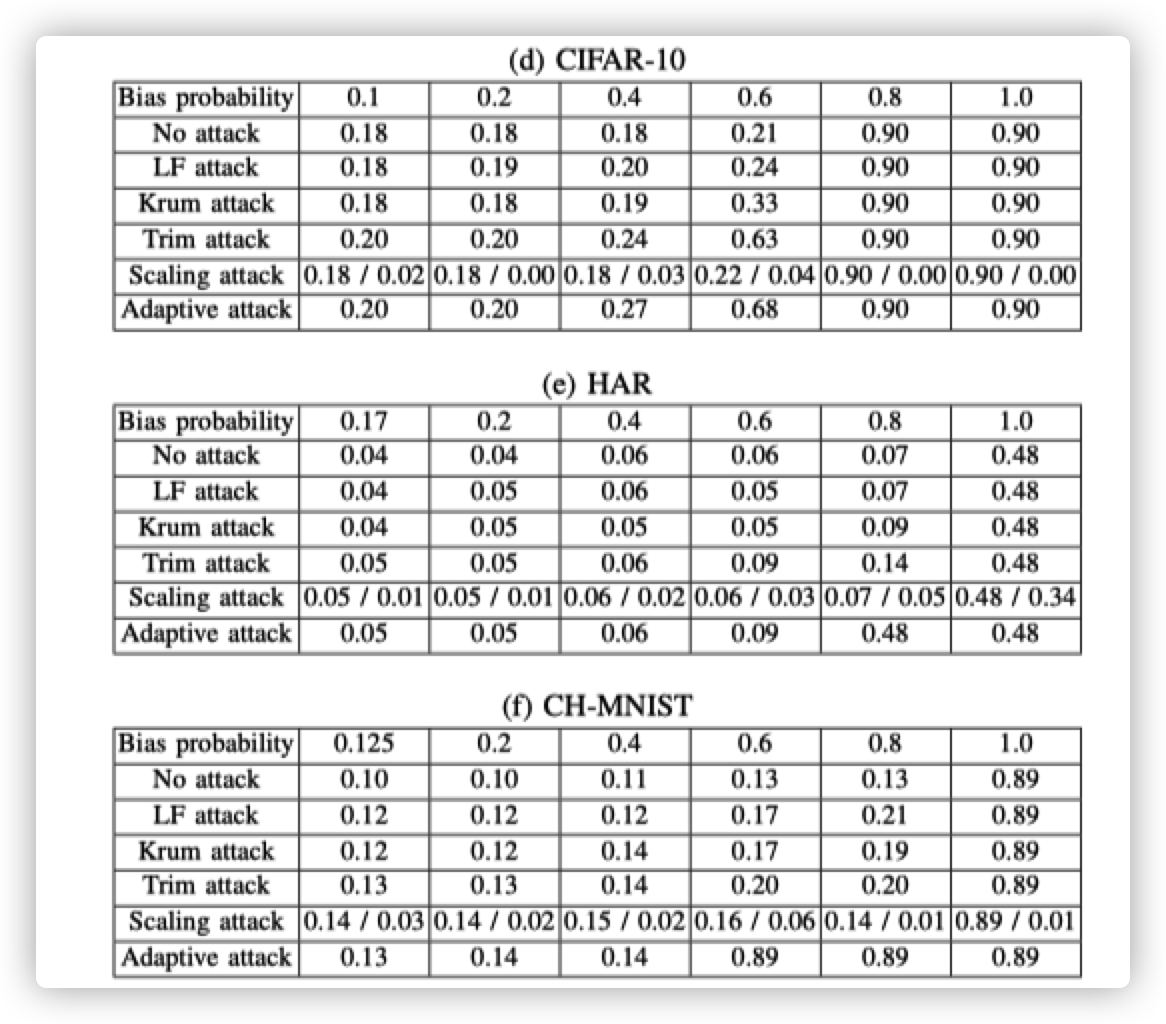 (d) CIFAR-10
Bias probability 0.1 0.2 0.4 0.6 0.8 1.0
No attack 0.18 0.18 0.18 0.21 0.90 0.90
LF attack 0.18 0.19 0.20 0.24 0.90 0.90
Krum attack 0.18 0.18 0.19 0.33 0.90 0.90
Trim attack 0.20 0.20 0.24 0.63 0.90 0.90
Scaling attack 0.18 / 0.02 0.18 / 0.00 0.18 / 0.03 0.22 / 0.04 0.90 / 0.00 0.90 / 0.00
Adaptive attack 0.20 0.20 0.27 0.68 0.90 0.90
(e) HAR
Bias probability 0.17 0.2 0.4 0.6 0.8 1.0
No attack 0.04 0.04 0.06 0.06 0.07 0.48
LF attack 0.04 0.05 0.06 0.05 0.07 0.48
Krum attack 0.04 0.05 0.05 0.05 0.09 0.48
Trim attack 0.05 0.05 0.06 0.09 0.14 0.48
Scaling attack 0.05 / 0.01 0.05 / 0.01 0.06 / 0.02 0.06 / 0.03 0.07 / 0.05 0.48 / 0.34
Adaptive attack 0.05 0.05 0.06 0.09 0.48 0.48
(f) CH-MNIST
Bias probability 0.125 0.2 0.4 0.6 0.8 1.0
No attack 0.10 0.10 0.11 0.13 0.13 0.89
LF attack 0.12 0.12 0.12 0.17 0.21 0.89
Krum attack 0.12 0.12 0.14 0.17 0.19 0.89
Trim attack 0.13 0.13 0.14 0.20 0.20 0.89
Scaling attack 0.14 / 0.03 0.14 / 0.02 0.15 / 0.02 0.16 / 0.06 0.14 / 0.01 0.89 / 0.01
Adaptive attack 0.13 0.14 0.14 0.89 0.89 0.89